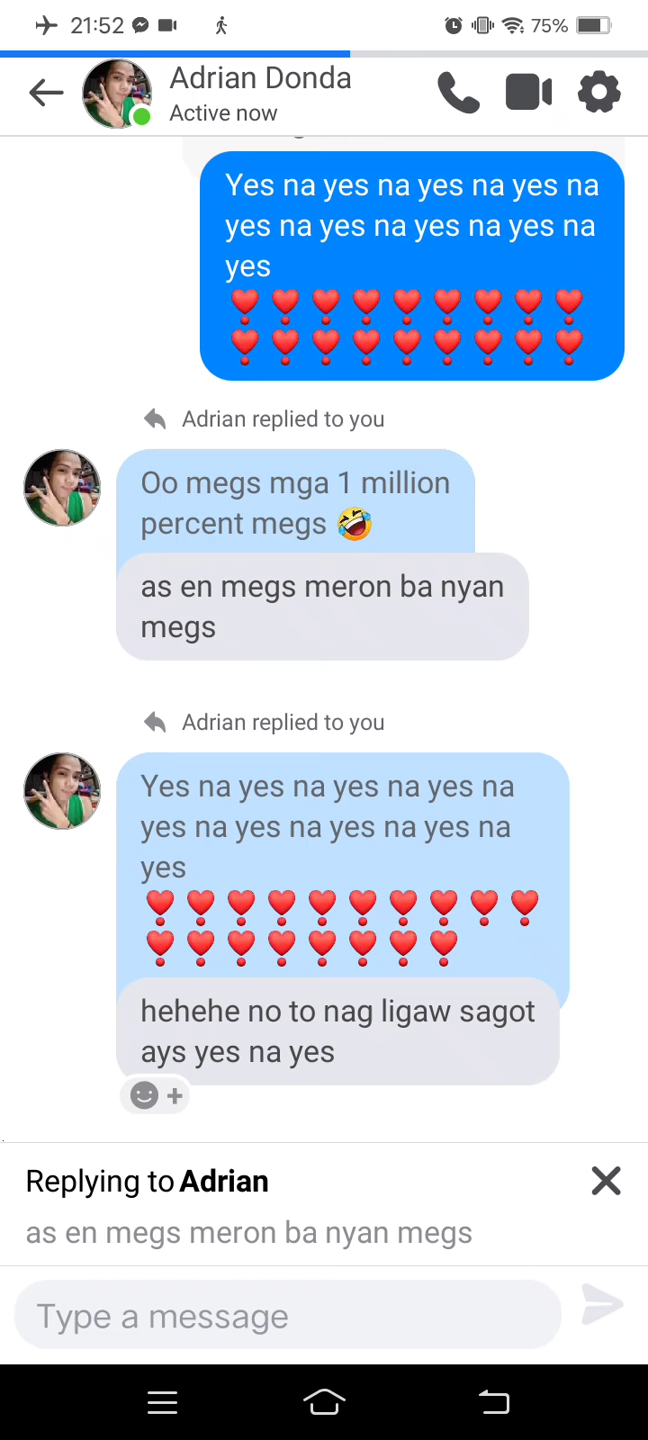 21:52
75%
Adrian Donda
Active now
Yes na yes na yes na yes na
yes na yes na yes na yes na
yes
❣️❣️❣️❣️❣️❣️❣️❣️❣️
❣️❣️❣️❣️❣️❣️❣️❣️❣️
Adrian replied to you
Oo megs mga 1 million
percent megs 🤣
as en megs meron ba nyan
megs
Adrian replied to you
Yes na yes na yes na yes na
yes na yes na yes na yes na
yes
❣️❣️❣️❣️❣️❣️❣️❣️❣️❣️
❣️❣️❣️❣️❣️❣️❣️❣️
hehehe no to nag ligaw sagot
ays yes na yes
Replying to Adrian
as en megs meron ba nyan megs
Type a message